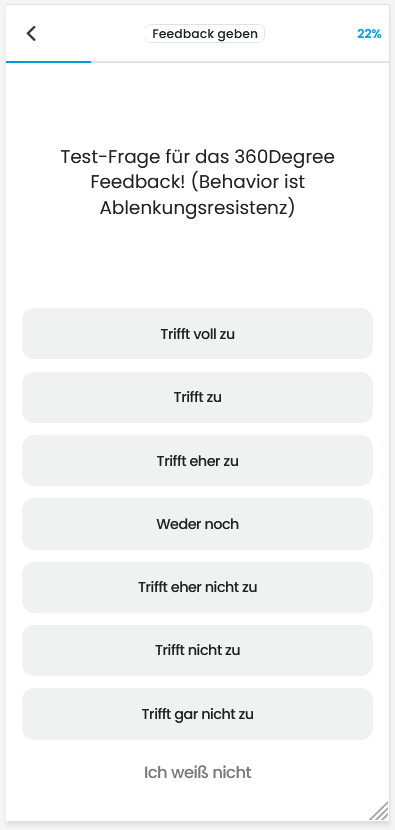 Feedback geben
22%
Test-Frage für das 360Degree
Feedback! (Behavior ist
Ablenkungsresistenz)
Trifft voll zu
Trifft zu
Trifft eher zu
Weder noch
Trifft eher nicht zu
Trifft nicht zu
Trifft gar nicht zu
Ich weiß nicht